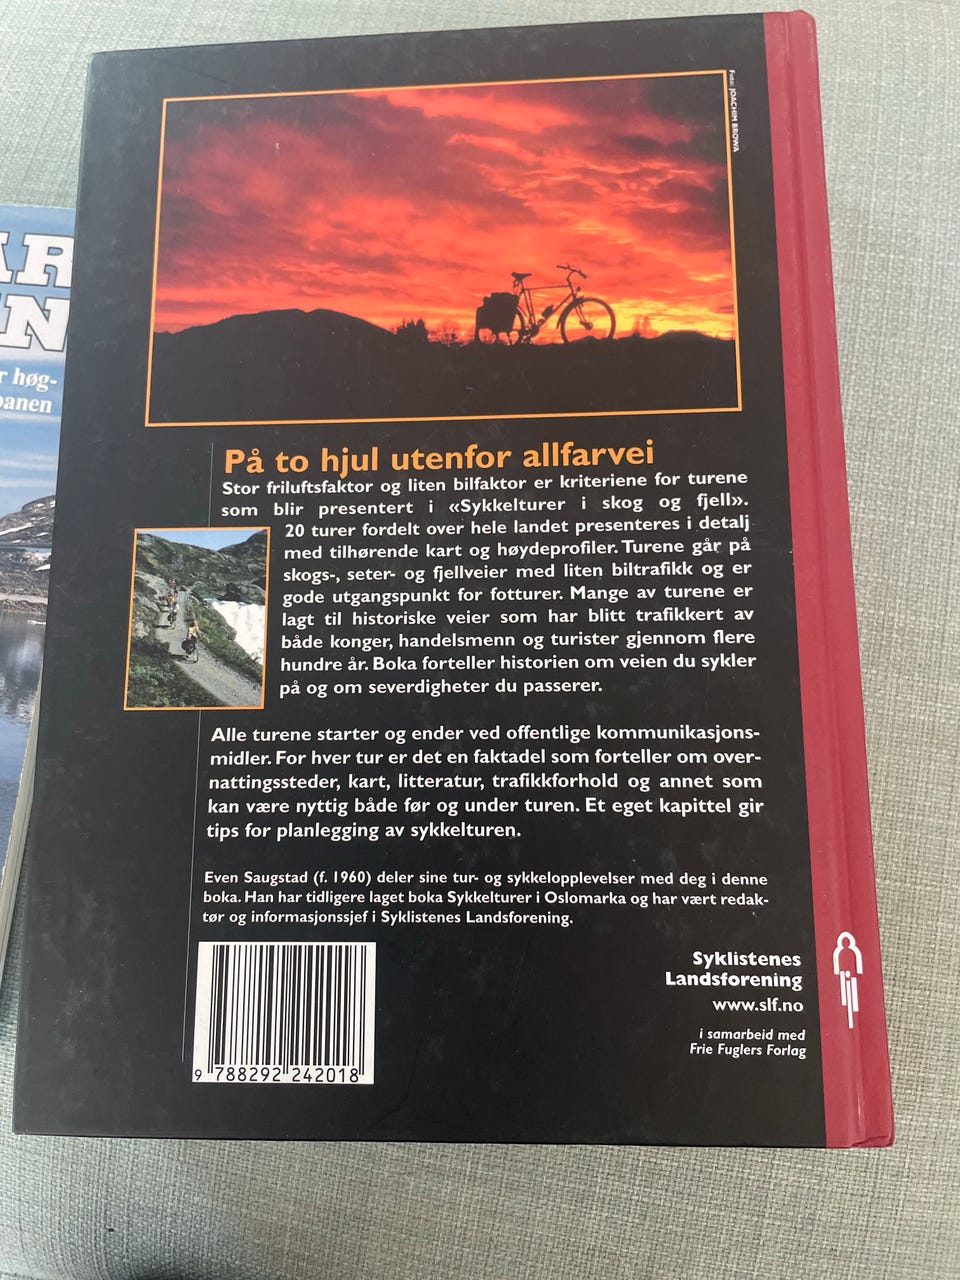 Foto: JOACHIM BROWA
På to hjul utenfor allfarvei
Stor friluftsfaktor og liten bilfaktor er kriteriene for turene
som blir presentert i «Sykkelturer i skog og fjell».
20 turer fordelt over hele landet presenteres i detalj
med tilhørende kart og høydeprofiler. Turene går på
skogs-, seter- og fjellveier med liten biltrafikk og er
gode utgangspunkt for fotturer. Mange av turene er
lagt til historiske veier som har blitt trafikkert av
både konger, handelsmenn og turister gjennom flere
hundre år. Boka forteller historien om veien du sykler
på og om severdigheter du passerer.
Alle turene starter og ender ved offentlige kommunikasjons-
midler. For hver tur er det en faktadel som forteller om over-
nattingssteder, kart, litteratur, trafikkforhold og annet som
kan være nyttig både før og under turen. Et eget kapittel gir
tips for planlegging av sykkelturen.
Even Saugstad (f. 1960) deler sine tur- og sykkelopplevelser med deg i denne
boka. Han har tidligere laget boka Sykkelturer i Oslomarka og har vært redak-
tør og informasjonssjef i Syklistenes Landsforening.
9 788292 242018
Syklistenes
Landsforening
www.slf.no
i samarbeid med
Frie Fuglers Forlag
AR
EN
r høg-
banen